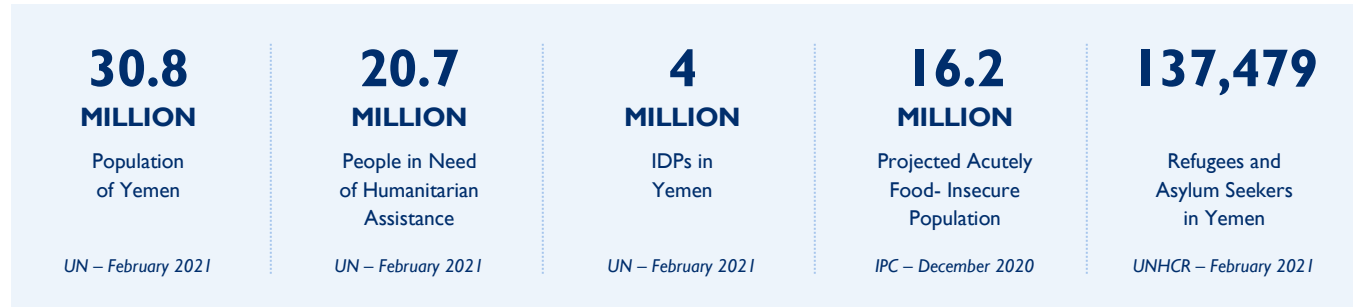 30.8
MILLION
Population
of Yemen
UN – February 2021
20.7
MILLION
People in Need
of Humanitarian
Assistance
UN – February 2021
4
MILLION
IDPs in
Yemen
UN – February 2021
16.2
MILLION
Projected Acutely
Food- Insecure
Population
IPC – December 2020
137,479
Refugees and
Asylum Seekers
in Yemen
UNHCR – February 2021